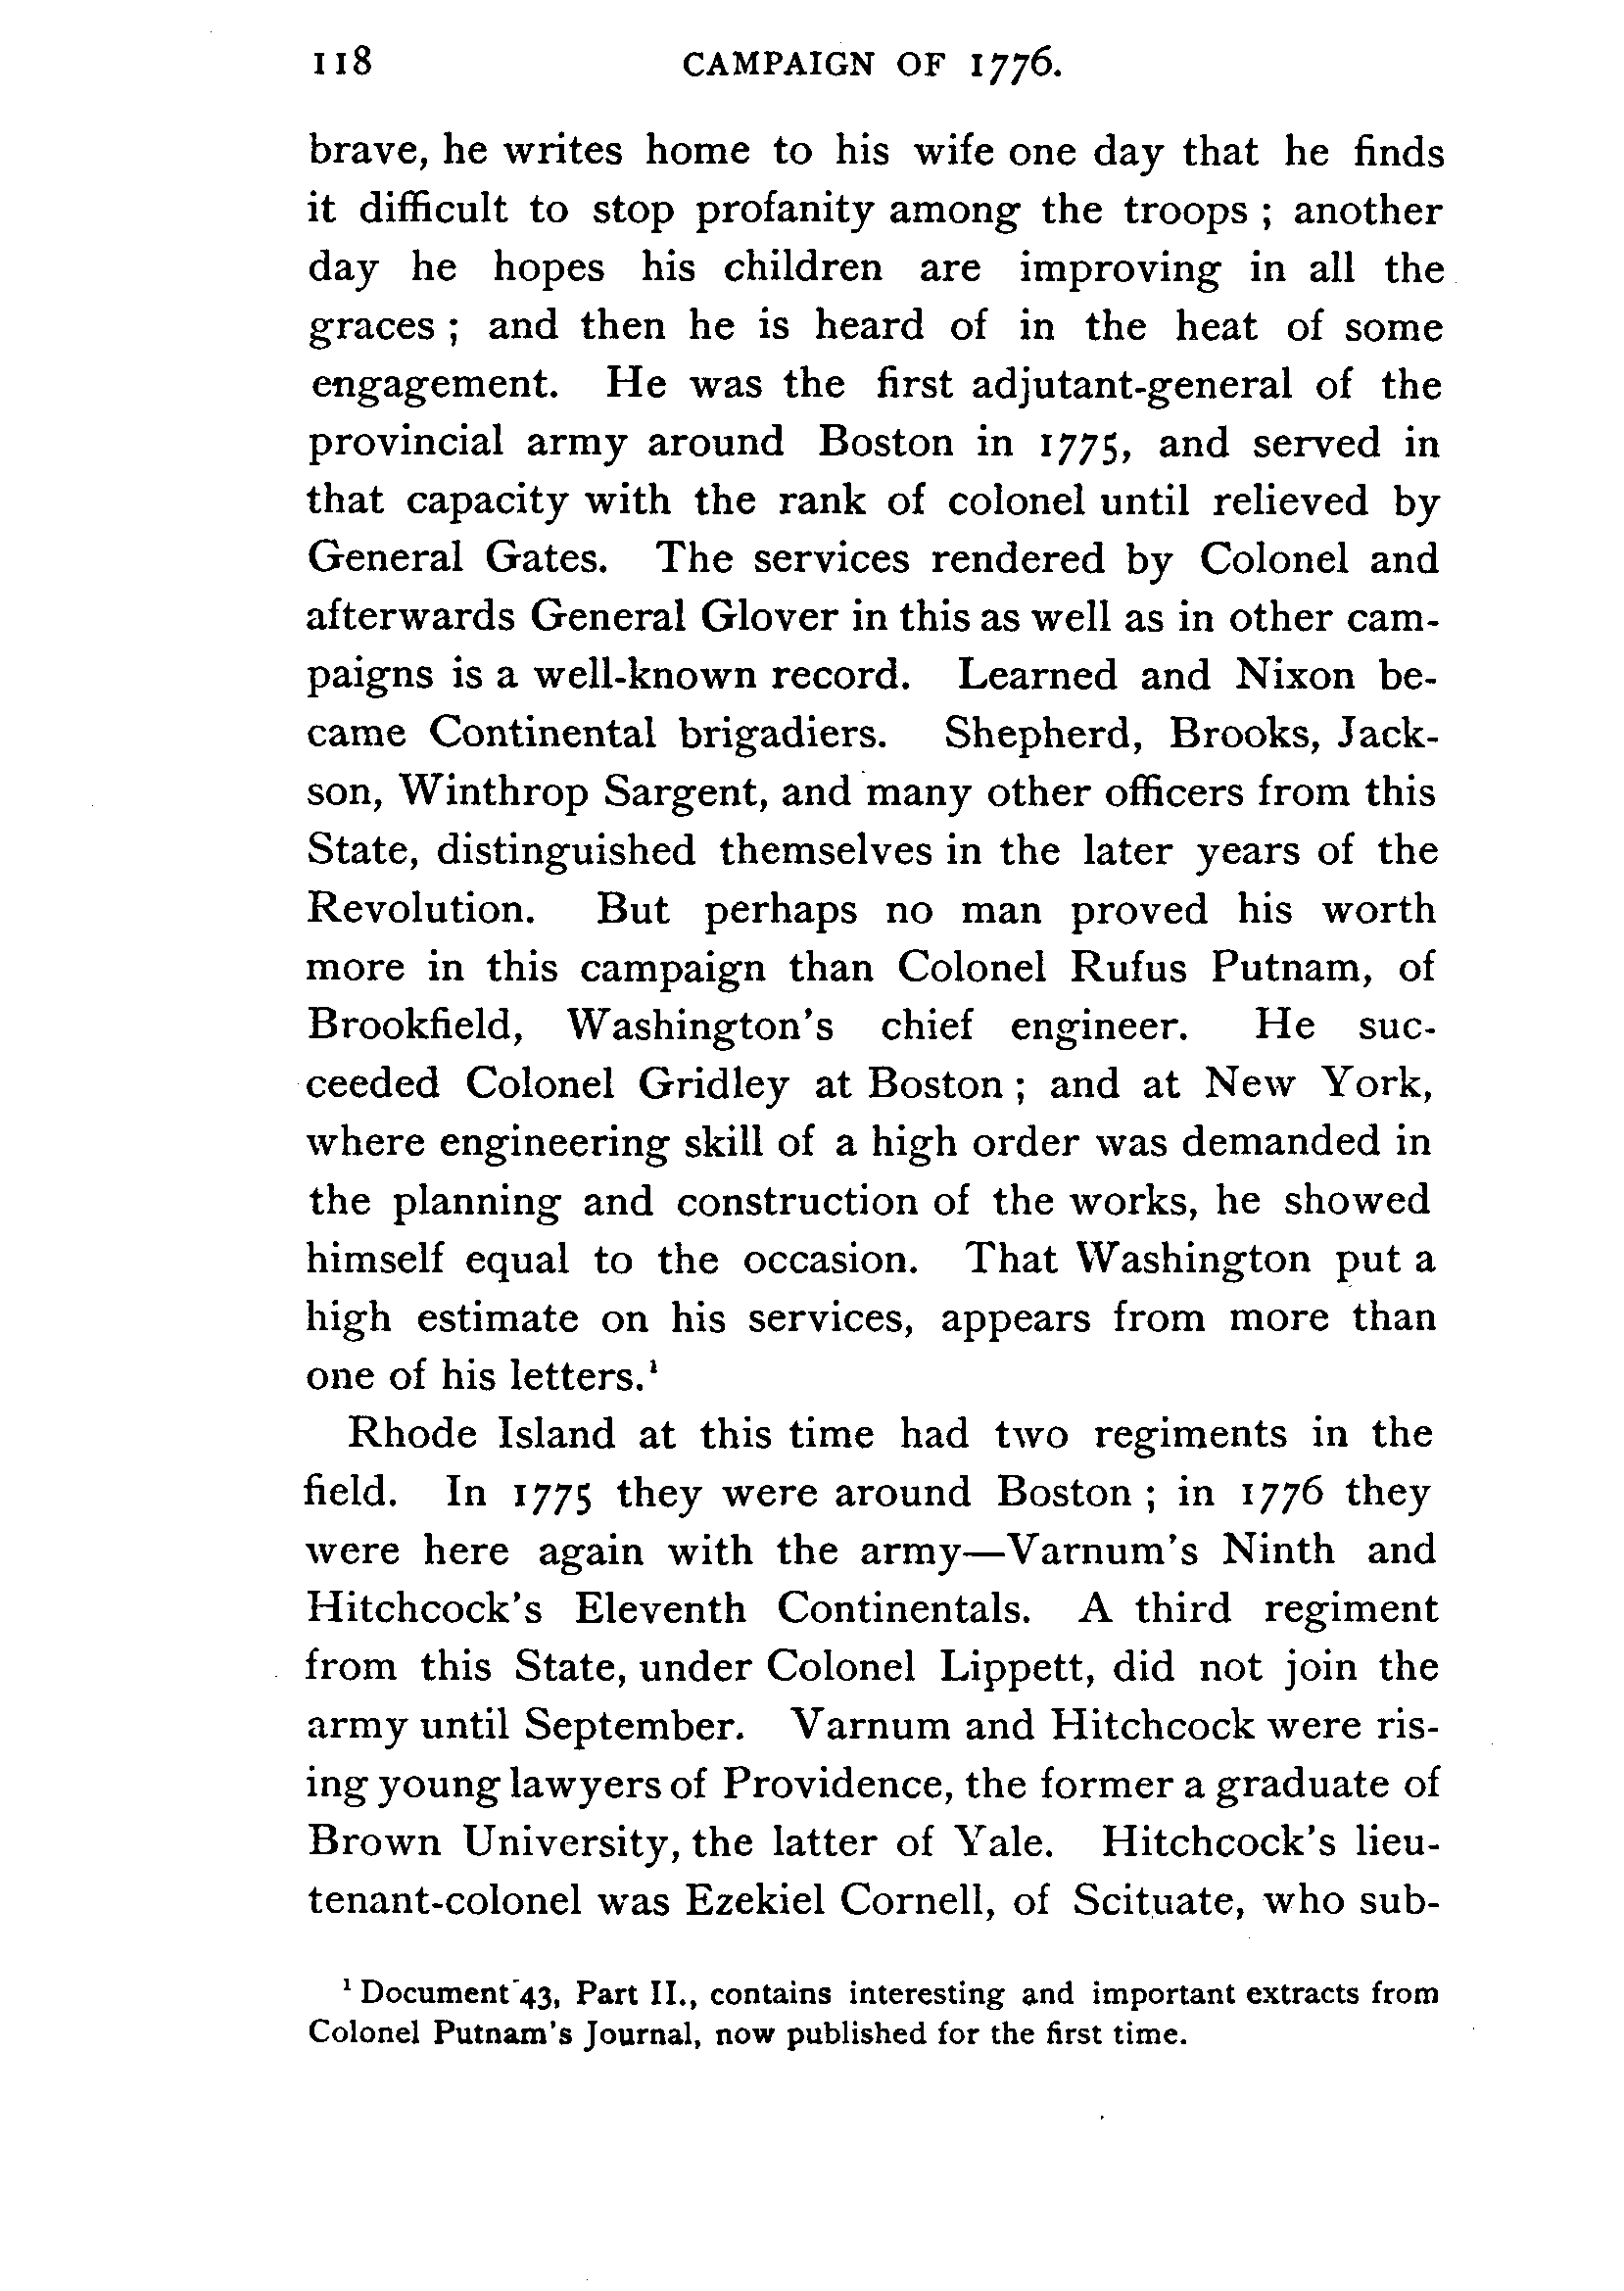 118 CAMPAIGN OF 1776.
brave, he writes home to his wife one day that he finds
it difficult to stop profanity among the troops ; another
day he hopes his children are improving in all the
graces ; and then he is heard of in the heat of some
engagement. He was the first adjutant-general of the
provincial army around Boston in 1775, and served in
that capacity with the rank of colonel until relieved by
General Gates. The services rendered by Colonel and
afterwards General Glover in this as well as in other cam-
paigns is a well-known record. Learned and Nixon be-
came Continental brigadiers. Shepherd, Brooks, Jack-
son, Winthrop Sargent, and many other officers from this
State, distinguished themselves in the later years of the
Revolution. But perhaps no man proved his worth
more in this campaign than Colonel Rufus Putnam, of
Brookfield, Washington's chief engineer. He suc-
ceeded Colonel Gridley at Boston ; and at New York,
where engineering skill of a high order was demanded in
the planning and construction of the works, he showed
himself equal to the occasion. That Washington put a
high estimate on his services, appears from more than
one of his letters.¹
Rhode Island at this time had two regiments in the
field. In 1775 they were around Boston ; in 1776 they
were here again with the army—Varnum's Ninth and
Hitchcock's Eleventh Continentals. A third regiment
from this State, under Colonel Lippett, did not join the
army until September. Varnum and Hitchcock were ris-
ing young lawyers of Providence, the former a graduate of
Brown University, the latter of Yale. Hitchcock's lieu-
tenant-colonel was Ezekiel Cornell, of Scituate, who sub-
¹ Document 43, Part II., contains interesting and important extracts from
Colonel Putnam's Journal, now published for the first time.